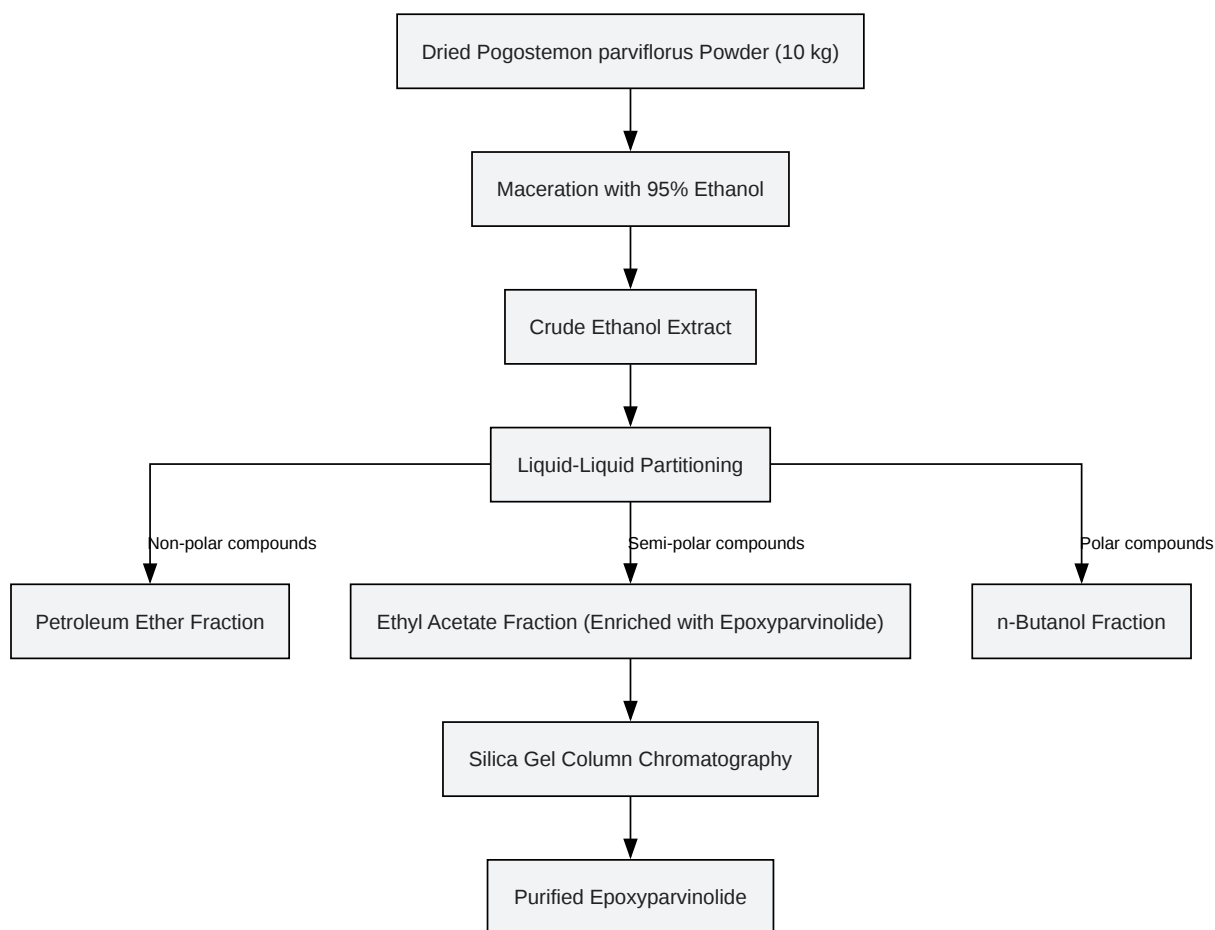 Dried Pogostemon parviflorus Powder (10 kg)
Maceration with 95% Ethanol
Crude Ethanol Extract
Liquid-Liquid Partitioning
Non-polar compounds
Semi-polar compounds
Polar compounds
Petroleum Ether Fraction
Ethyl Acetate Fraction (Enriched with Epoxyparvinolide)
n-Butanol Fraction
Silica Gel Column Chromatography
Purified Epoxyparvinolide